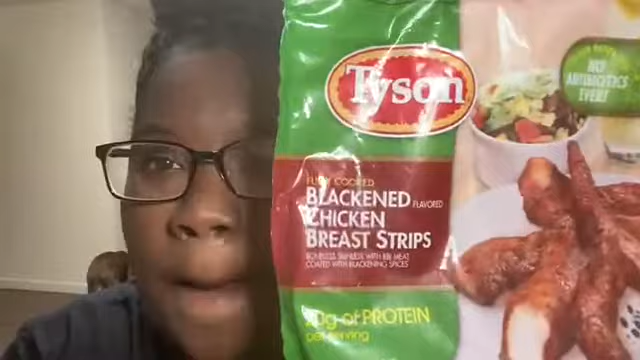 Tyson
NO
ANTIBIOTICS
EVER!
FULLY COOKED
BLACKENED FLAVORED
CHICKEN
BREAST STRIPS
BONELESS, SKINLESS WITH RIB MEAT
COATED WITH BLACKENING SPICES
of PROTEIN
per serving